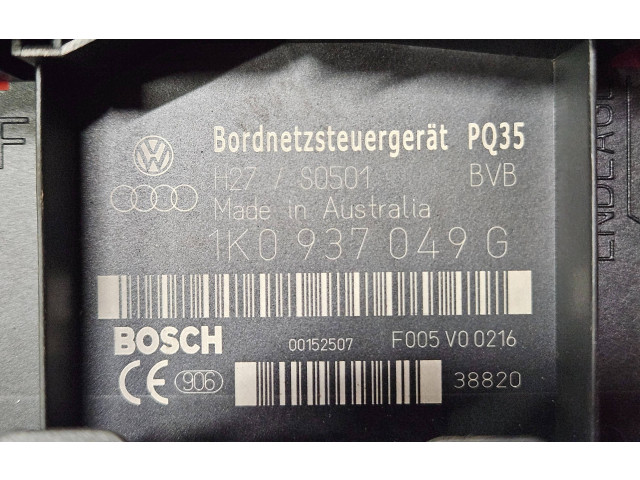 Bordnetzsteuergerät PQ35
H27 / S0501 BVB
Made in Australia
1K0 937 049 G
BOSCH 00152507 F005 V0 0216
CE 906 38820